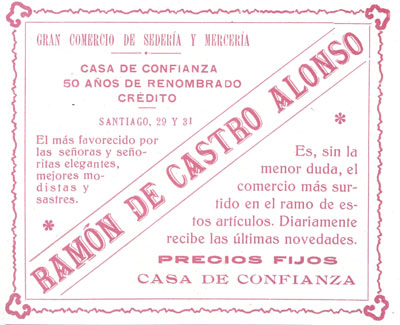 GRAN COMERCIO DE SEDERÍA Y MERCERÍA
CASA DE CONFIANZA
50 AÑOS DE RENOMBRADO
CRÉDITO
SANTIAGO, 29 Y 31
El más favorecido por
las señoras y seño-
ritas elegantes,
mejores mo-
distas y
sastres.
RAMÓN DE CASTRO ALONSO
Es, sin la
menor duda, el
comercio más sur-
tido en el ramo de es-
tos artículos. Diariamente
recibe las últimas novedades.
PRECIOS FIJOS
CASA DE CONFIANZA